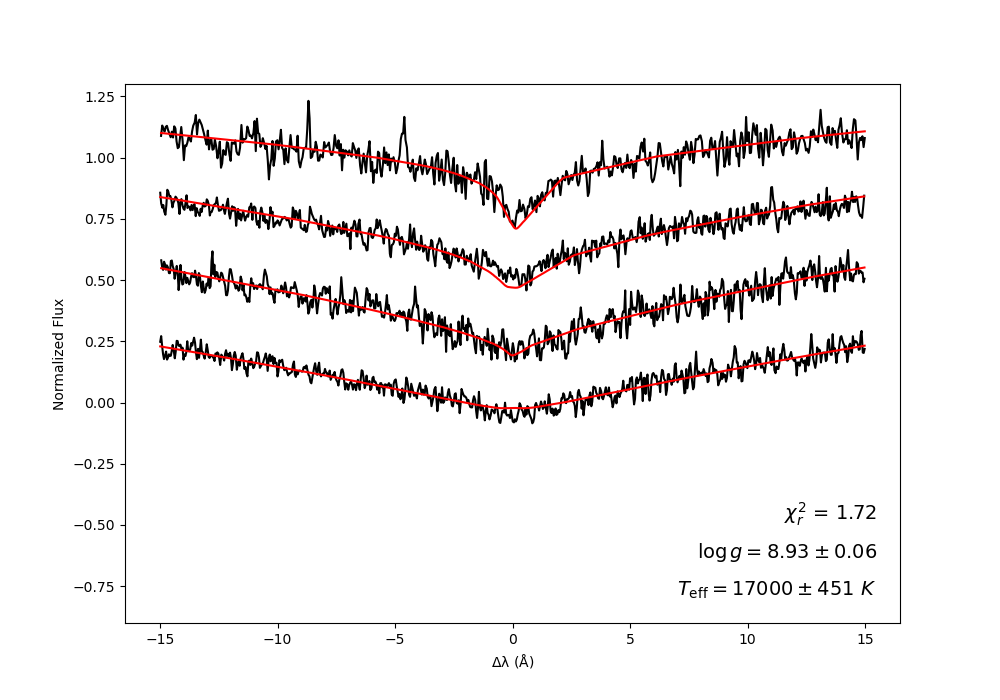 1.25
1.00
0.75
0.50
0.25
0.00
−0.25
−0.50
−0.75
Normalized Flux
χ²ᵣ = 1.72
log g = 8.93 ± 0.06
T_eff = 17000 ± 451 K
−15 −10 −5 0 5 10 15
Δλ (Å)